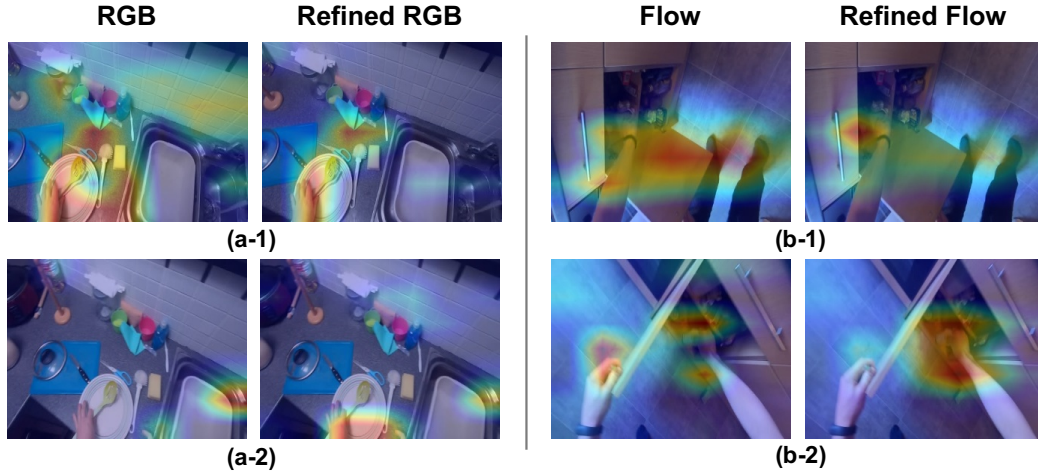 RGB
Refined RGB
Flow
Refined Flow
(a-1)
(b-1)
(a-2)
(b-2)